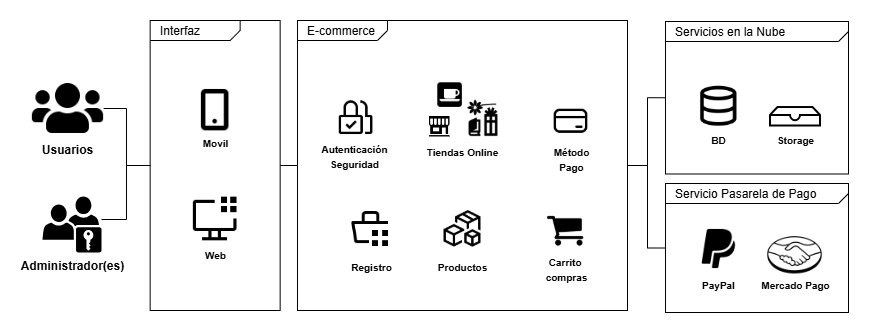 Interfaz
E-commerce
Servicios en la Nube
Usuarios
Administrador(es)
Movil
Web
Autenticación
Seguridad
Tiendas Online
Método
Pago
Registro
Productos
Carrito
compras
BD
Storage
Servicio Pasarela de Pago
PayPal
Mercado Pago